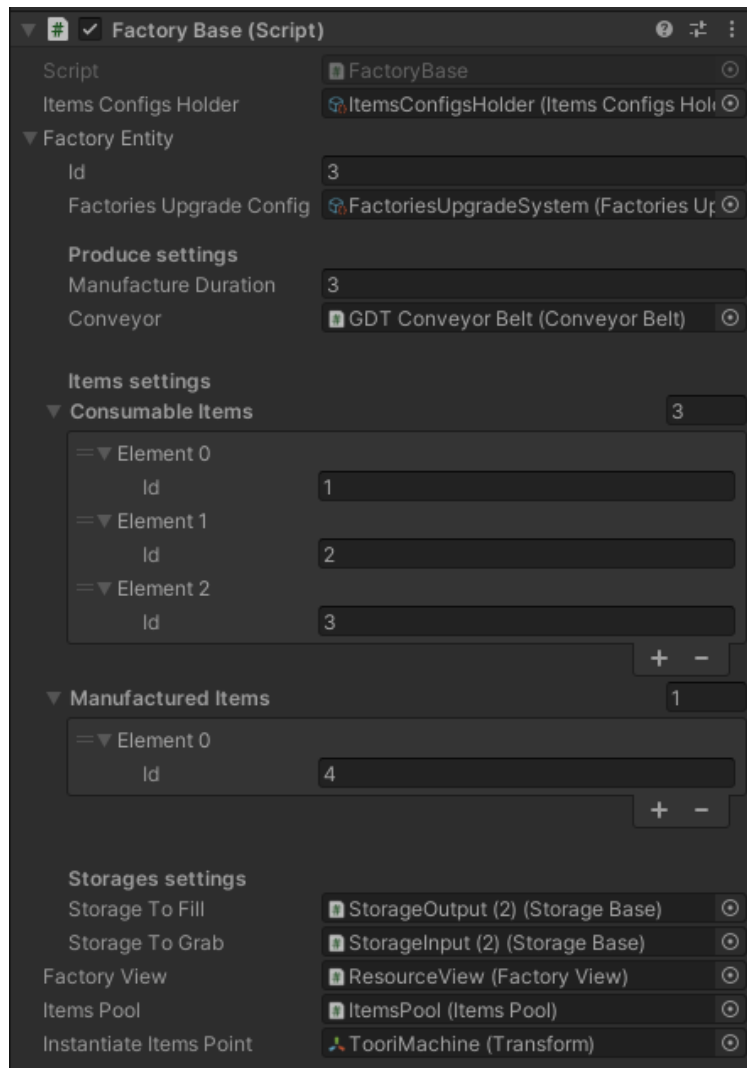 Factory Base (Script)
Script FactoryBase
Items Configs Holder ItemsConfigsHolder (Items Configs Hol
Factory Entity
Id 3
Factories Upgrade Config FactoriesUpgradeSystem (Factories Up
Produce settings
Manufacture Duration 3
Conveyor GDT Conveyor Belt (Conveyor Belt)
Items settings
Consumable Items 3
Element 0
Id 1
Element 1
Id 2
Element 2
Id 3
+ −
Manufactured Items 1
Element 0
Id 4
+ −
Storages settings
Storage To Fill StorageOutput (2) (Storage Base)
Storage To Grab StorageInput (2) (Storage Base)
Factory View ResourceView (Factory View)
Items Pool ItemsPool (Items Pool)
Instantiate Items Point TooriMachine (Transform)